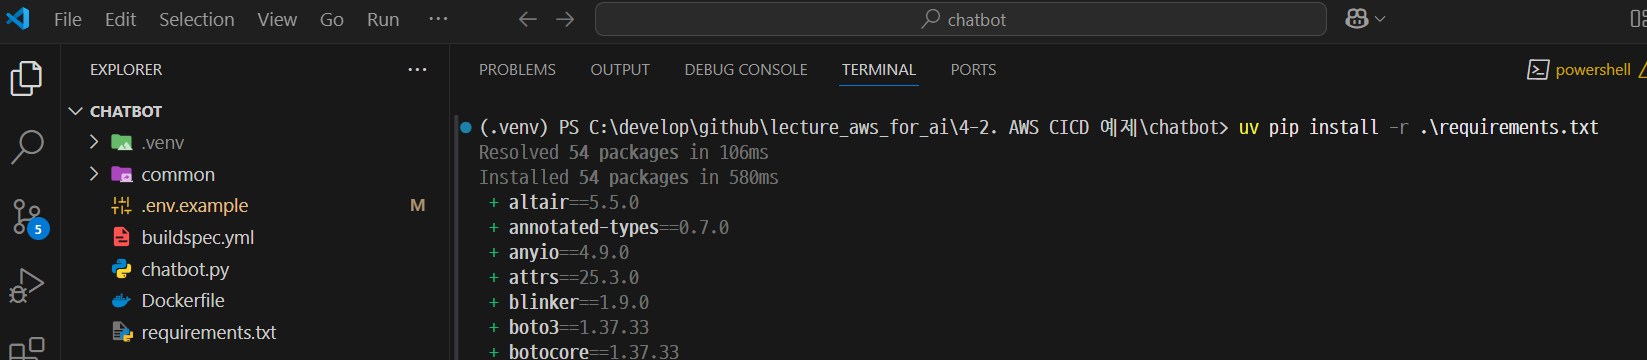 File Edit Selection View Go Run ···
chatbot
EXPLORER ···
CHATBOT
.venv
common
.env.example M
buildspec.yml
chatbot.py
Dockerfile
requirements.txt
5
PROBLEMS OUTPUT DEBUG CONSOLE TERMINAL PORTS
powershell
(.venv) PS C:\develop\github\lecture_aws_for_ai\4-2. AWS CICD 예제\chatbot> uv pip install -r .\requirements.txt
Resolved 54 packages in 106ms
Installed 54 packages in 580ms
+ altair==5.5.0
+ annotated-types==0.7.0
+ anyio==4.9.0
+ attrs==25.3.0
+ blinker==1.9.0
+ boto3==1.37.33
+ botocore==1.37.33